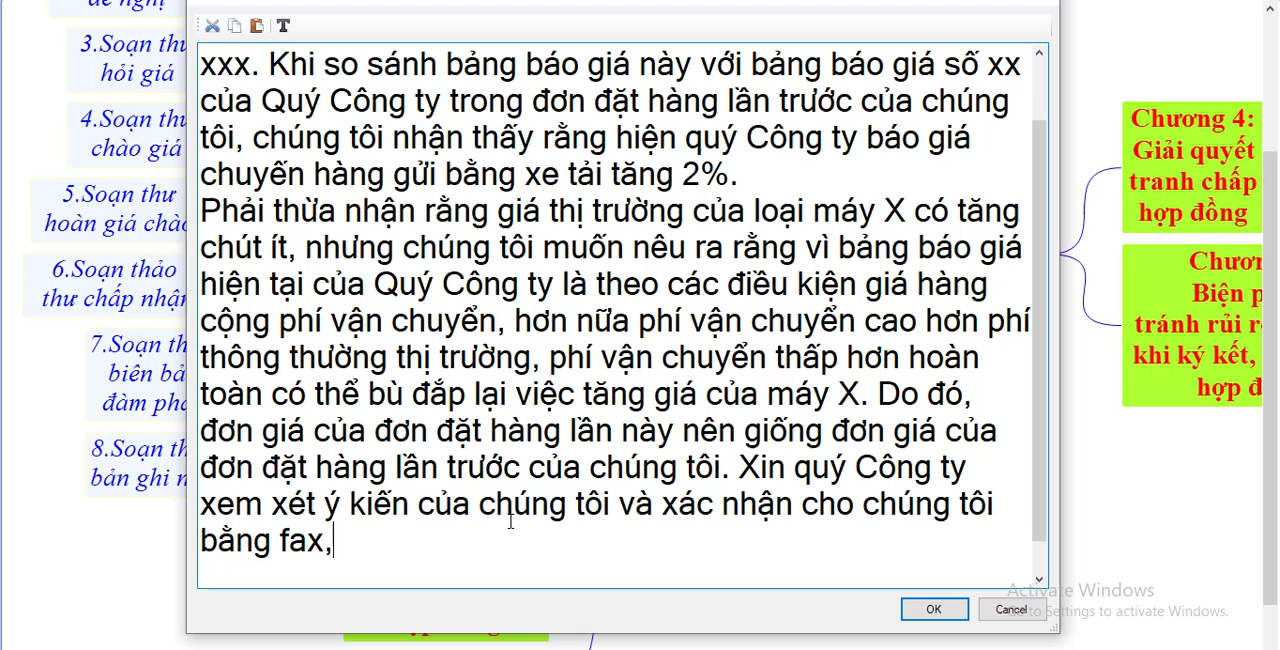 đề nghị
3.Soạn thư
hỏi giá
4.Soạn thư
chào giá
5.Soạn thư
hoàn giá chào
6.Soạn thảo
thư chấp nhận
7.Soạn th
biên bả
đàm phá
8.Soạn th
bản ghi n
T
xxx. Khi so sánh bảng báo giá này với bảng báo giá số xx
của Quý Công ty trong đơn đặt hàng lần trước của chúng
tôi, chúng tôi nhận thấy rằng hiện quý Công ty báo giá
chuyến hàng gửi bằng xe tải tăng 2%.
Phải thừa nhận rằng giá thị trường của loại máy X có tăng
chút ít, nhưng chúng tôi muốn nêu ra rằng vì bảng báo giá
hiện tại của Quý Công ty là theo các điều kiện giá hàng
cộng phí vận chuyển, hơn nữa phí vận chuyển cao hơn phí
thông thường thị trường, phí vận chuyển thấp hơn hoàn
toàn có thể bù đắp lại việc tăng giá của máy X. Do đó,
đơn giá của đơn đặt hàng lần này nên giống đơn giá của
đơn đặt hàng lần trước của chúng tôi. Xin quý Công ty
xem xét ý kiến của chúng tôi và xác nhận cho chúng tôi
bằng fax,
OK
Cancel
Chương 4:
Giải quyết
tranh chấp
hợp đồng
Chươn
Biện p
tránh rủi r
khi ký kết,
hợp đ
Activate Windows
Go to Settings to activate Windows.